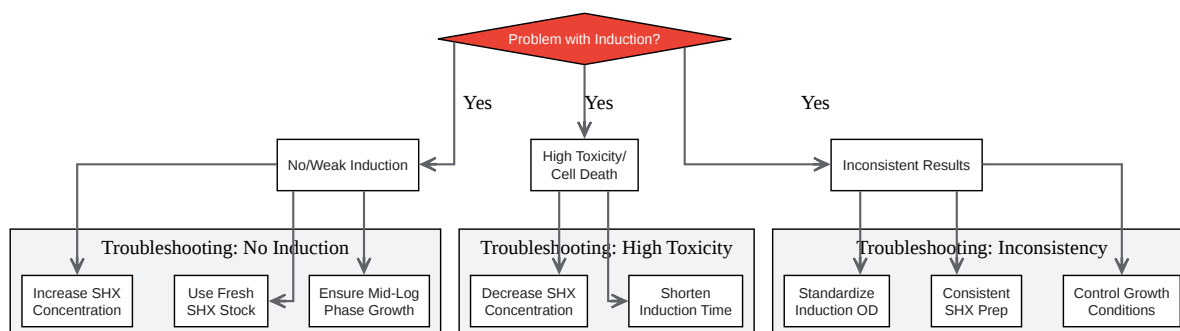 Problem with Induction?
Yes
Yes
Yes
No/Weak Induction
High Toxicity/
Cell Death
Inconsistent Results
Troubleshooting: No Induction
Troubleshooting: High Toxicity
Troubleshooting: Inconsistency
Increase SHX
Concentration
Use Fresh
SHX Stock
Ensure Mid-Log
Phase Growth
Decrease SHX
Concentration
Shorten
Induction Time
Standardize
Induction OD
Consistent
SHX Prep
Control Growth
Conditions